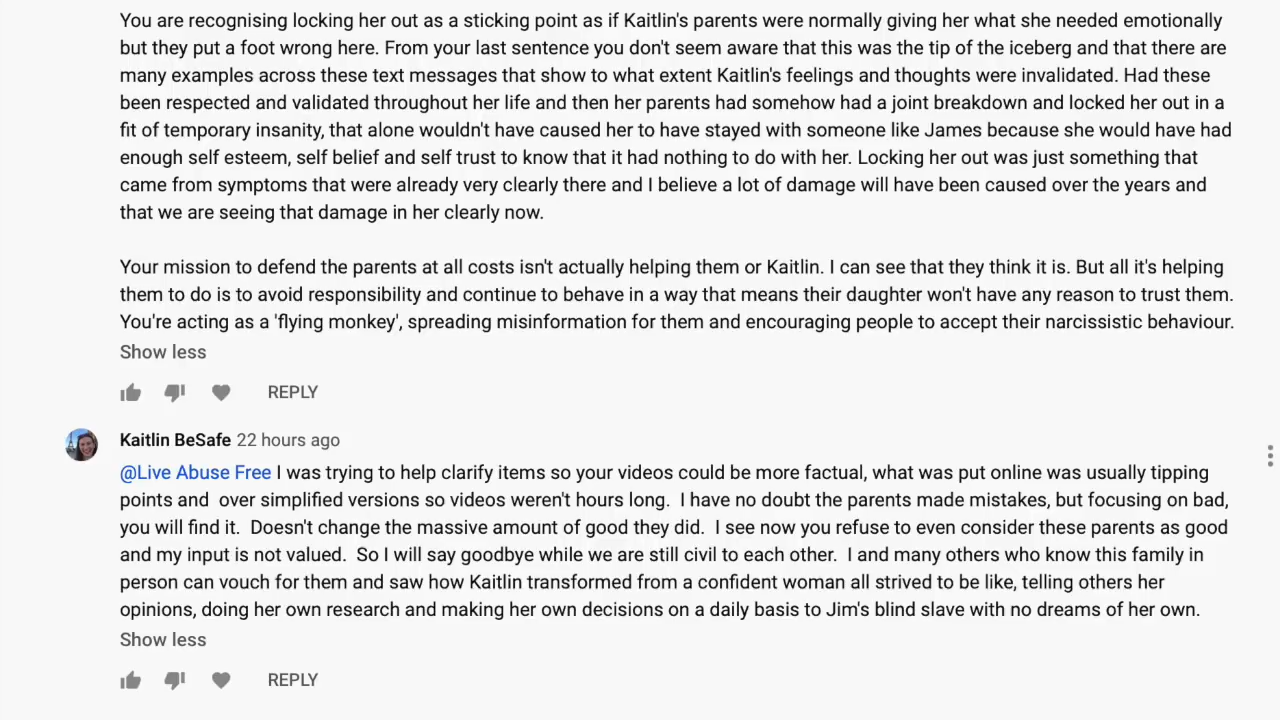 You are recognising locking her out as a sticking point as if Kaitlin's parents were normally giving her what she needed emotionally
but they put a foot wrong here. From your last sentence you don't seem aware that this was the tip of the iceberg and that there are
many examples across these text messages that show to what extent Kaitlin's feelings and thoughts were invalidated. Had these
been respected and validated throughout her life and then her parents had somehow had a joint breakdown and locked her out in a
fit of temporary insanity, that alone wouldn't have caused her to have stayed with someone like James because she would have had
enough self esteem, self belief and self trust to know that it had nothing to do with her. Locking her out was just something that
came from symptoms that were already very clearly there and I believe a lot of damage will have been caused over the years and
that we are seeing that damage in her clearly now.
Your mission to defend the parents at all costs isn't actually helping them or Kaitlin. I can see that they think it is. But all it's helping
them to do is to avoid responsibility and continue to behave in a way that means their daughter won't have any reason to trust them.
You're acting as a 'flying monkey', spreading misinformation for them and encouraging people to accept their narcissistic behaviour.
Show less
REPLY
Kaitlin BeSafe 22 hours ago
@Live Abuse Free I was trying to help clarify items so your videos could be more factual, what was put online was usually tipping
points and  over simplified versions so videos weren't hours long.  I have no doubt the parents made mistakes, but focusing on bad,
you will find it.  Doesn't change the massive amount of good they did.  I see now you refuse to even consider these parents as good
and my input is not valued.  So I will say goodbye while we are still civil to each other.  I and many others who know this family in
person can vouch for them and saw how Kaitlin transformed from a confident woman all strived to be like, telling others her
opinions, doing her own research and making her own decisions on a daily basis to Jim's blind slave with no dreams of her own.
Show less
REPLY